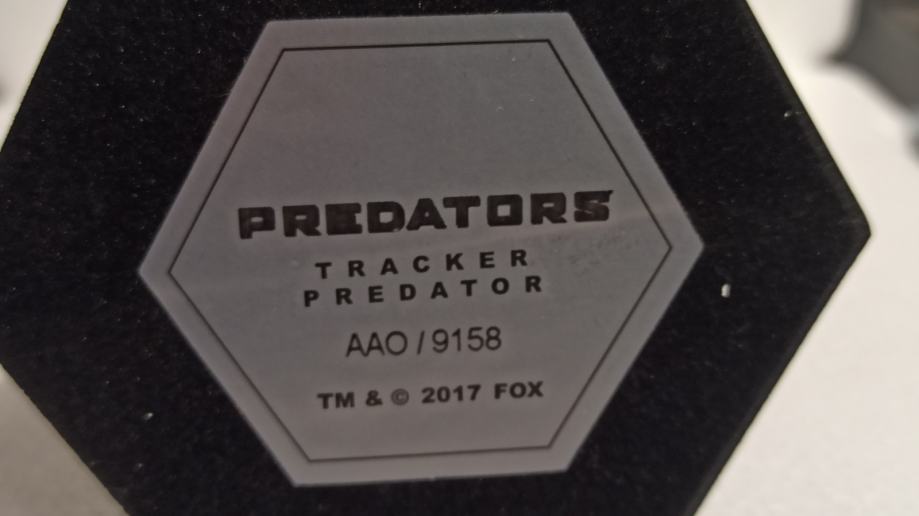 PREDATORS
TRACKER
PREDATOR
AAO / 9158
TM & © 2017 FOX